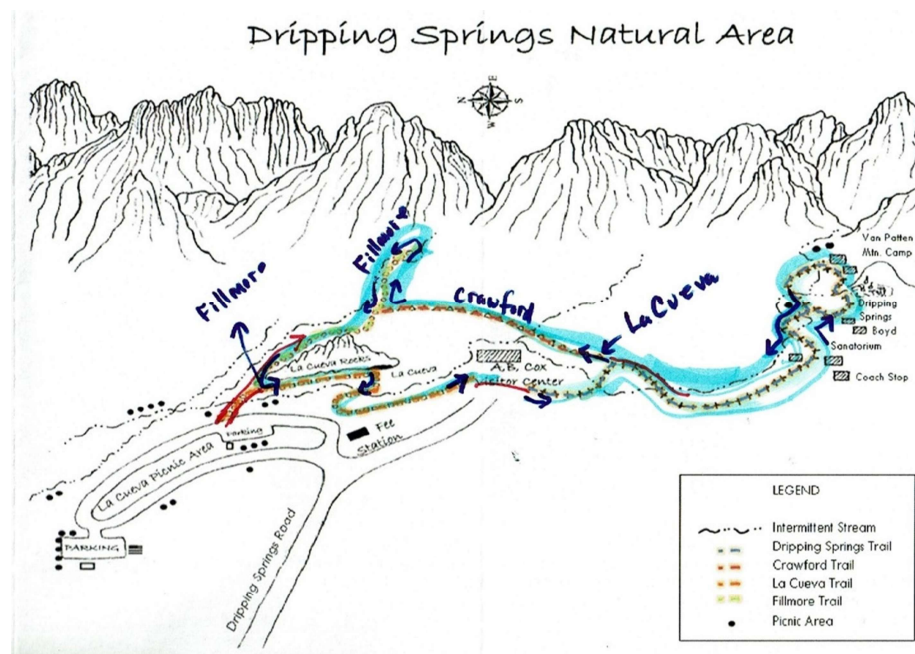 Dripping Springs Natural Area
N E S W
Van Patten
Mtn. Camp
Fillmore
Fillmore
Crawford
La Cueva
Dripping
Springs
Boyd
Sanatorium
Coach Stop
La Cueva Rocks
La Cueva
A.B. Cox
Visitor Center
Fee
Station
Parking
La Cueva Picnic Area
PARKING
Dripping Springs Road
LEGEND
Intermittent Stream
Dripping Springs Trail
Crawford Trail
La Cueva Trail
Fillmore Trail
Picnic Area